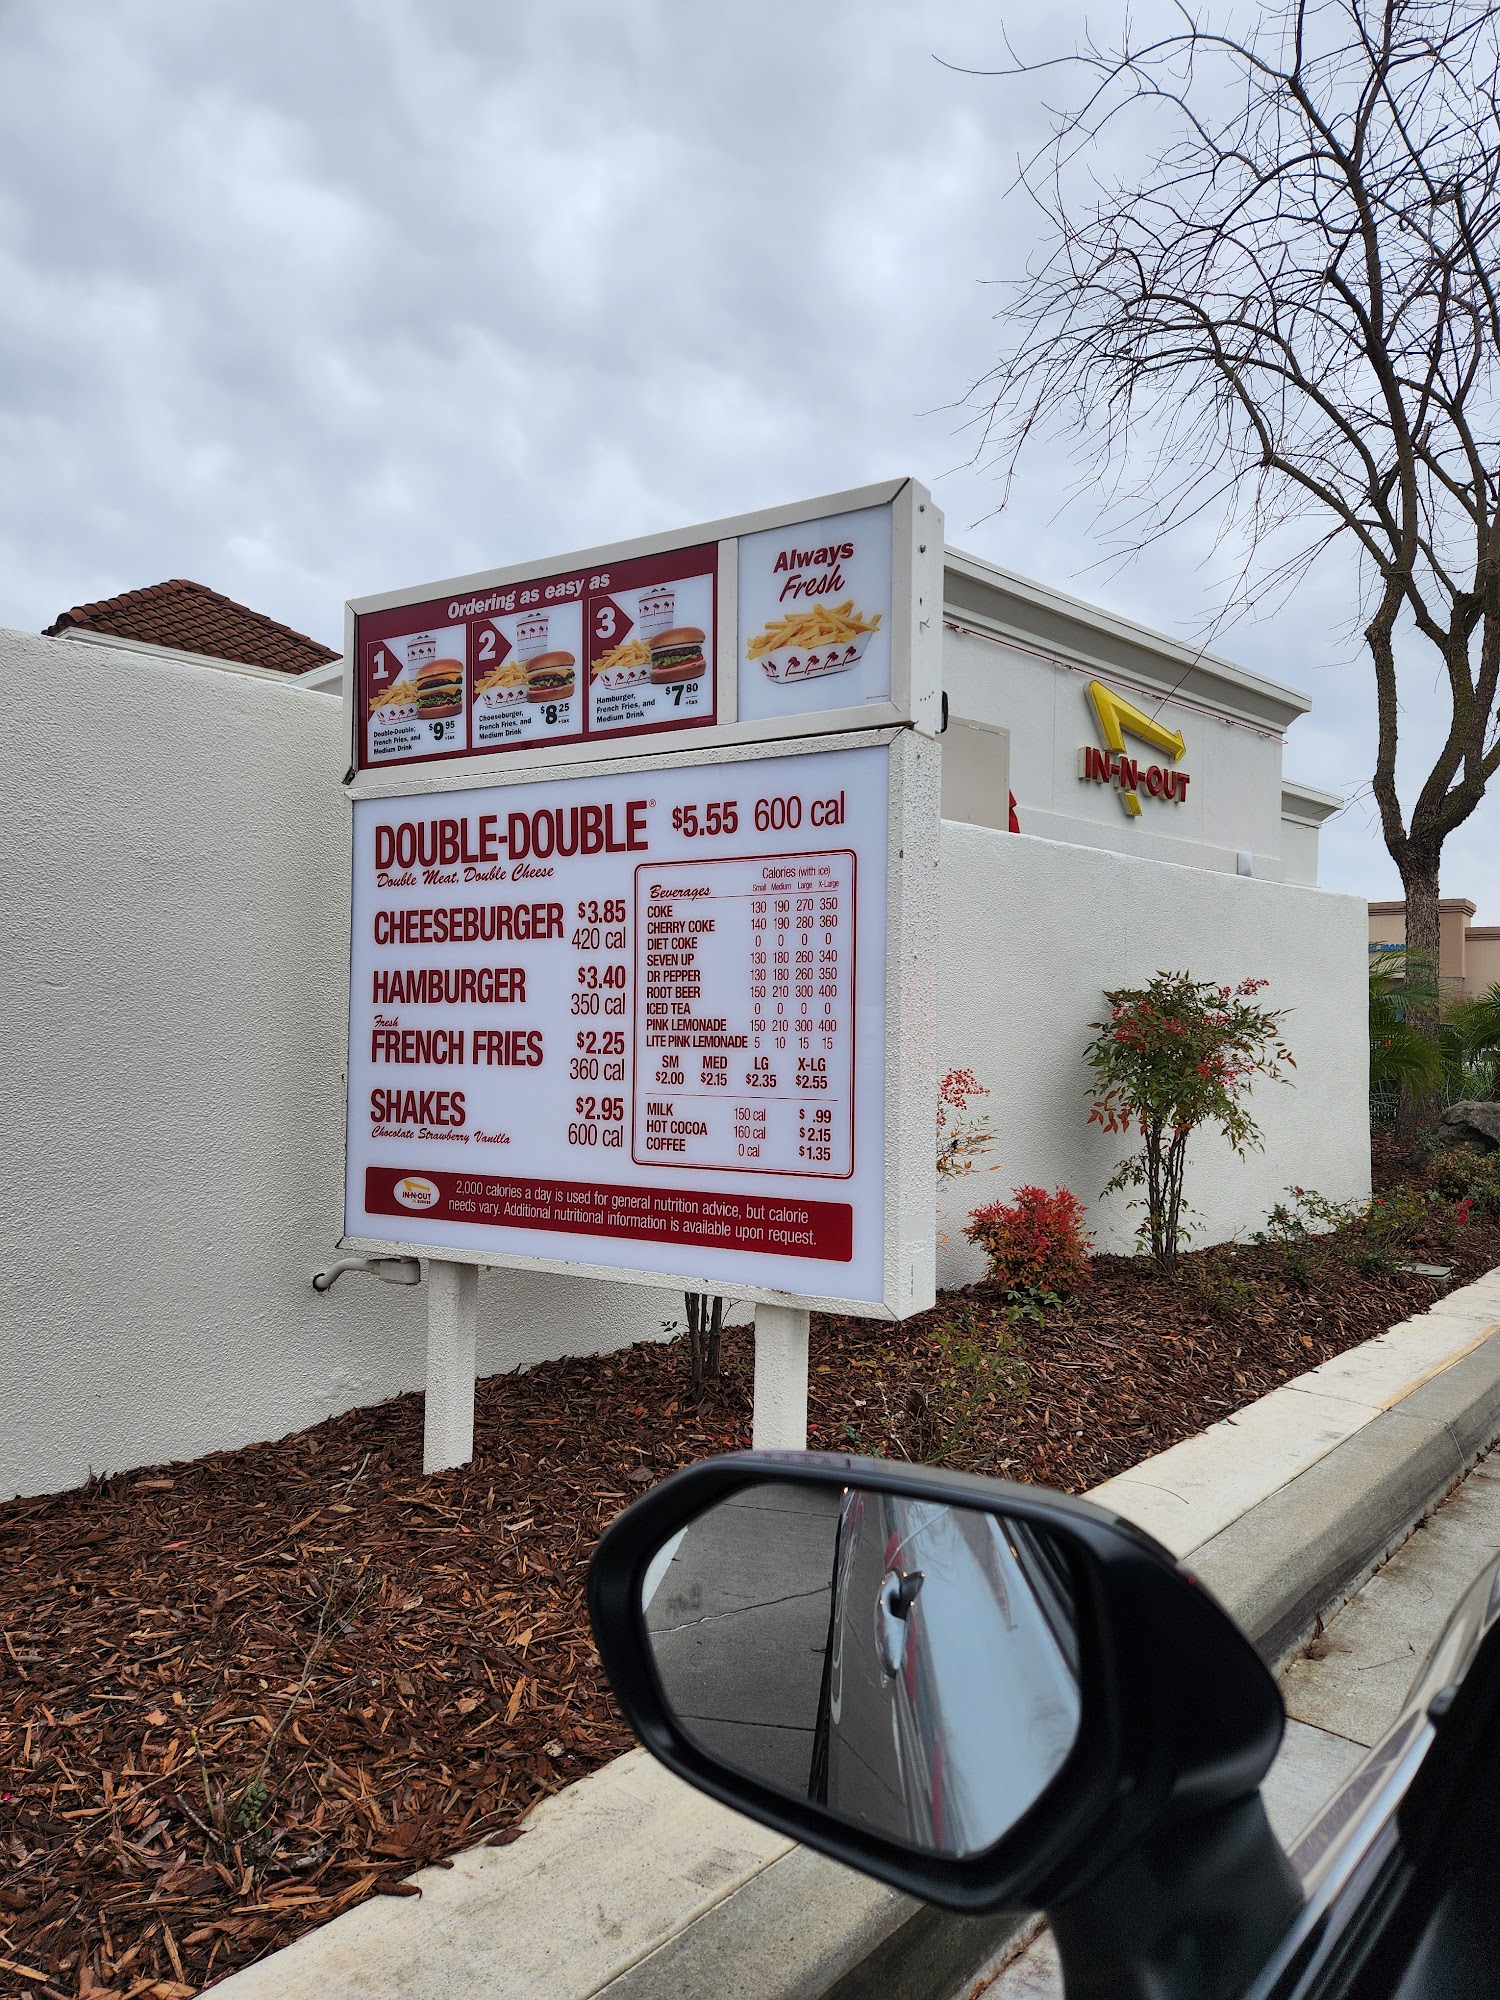 Ordering as easy as
1
Double-Double,
French Fries, and
Medium Drink
$9.95
+tax
2
Cheeseburger,
French Fries, and
Medium Drink
$8.25
+tax
3
Hamburger,
French Fries, and
Medium Drink
$7.80
+tax
Always
Fresh
DOUBLE-DOUBLE® $5.55 600 cal
Double Meat, Double Cheese
CHEESEBURGER $3.85
420 cal
HAMBURGER $3.40
350 cal
Fresh
FRENCH FRIES $2.25
360 cal
SHAKES $2.95
Chocolate Strawberry Vanilla 600 cal
Calories (with ice)
Beverages Small Medium Large X-Large
COKE 130 190 270 350
CHERRY COKE 140 190 280 360
DIET COKE 0 0 0 0
SEVEN UP 130 180 260 340
DR PEPPER 130 180 260 350
ROOT BEER 150 210 300 400
ICED TEA 0 0 0 0
PINK LEMONADE 150 210 300 400
LITE PINK LEMONADE 5 10 15 15
SM MED LG X-LG
$2.00 $2.15 $2.35 $2.55
MILK 150 cal $ .99
HOT COCOA 160 cal $2.15
COFFEE 0 cal $1.35
IN-N-OUT
BURGER
2,000 calories a day is used for general nutrition advice, but calorie
needs vary. Additional nutritional information is available upon request.
IN-N-OUT